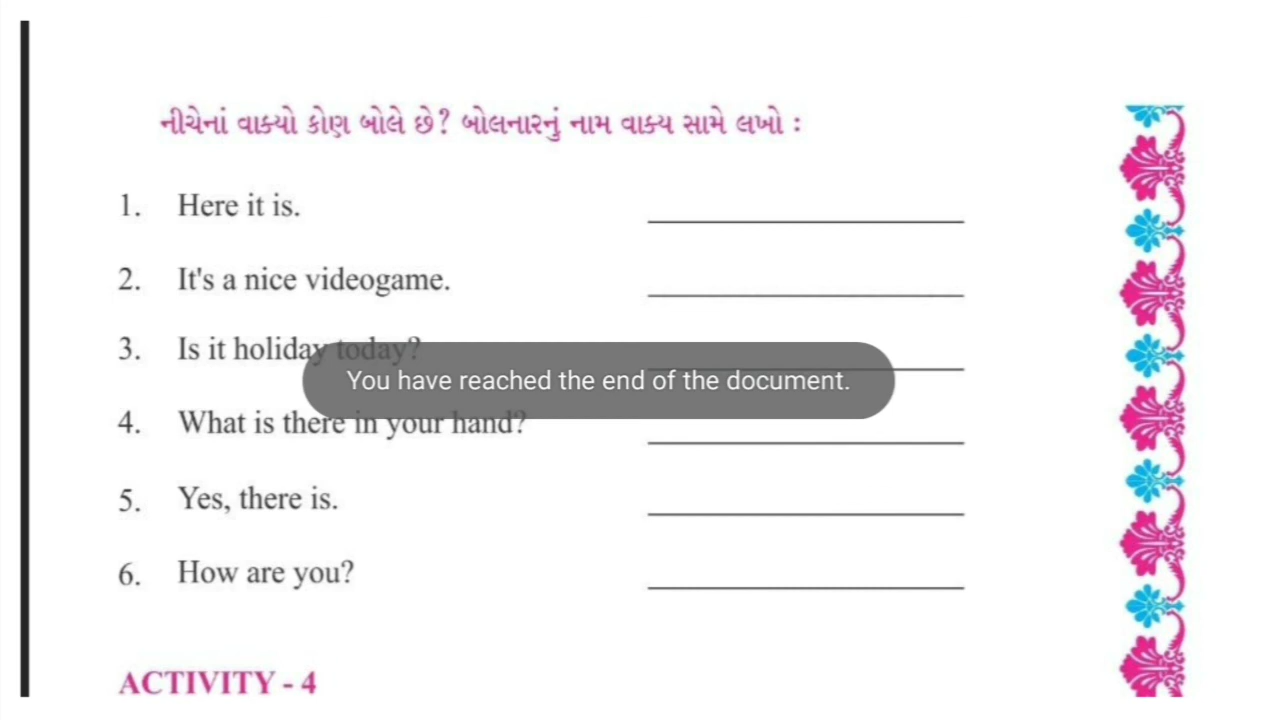 નીચેનાં વાક્યો કોણ બોલે છે? બોલનારનું નામ વાક્ય સામે લખો :
1. Here it is.
2. It's a nice videogame.
3. Is it holiday today?
You have reached the end of the document.
4. What is there in your hand?
5. Yes, there is.
6. How are you?
ACTIVITY - 4